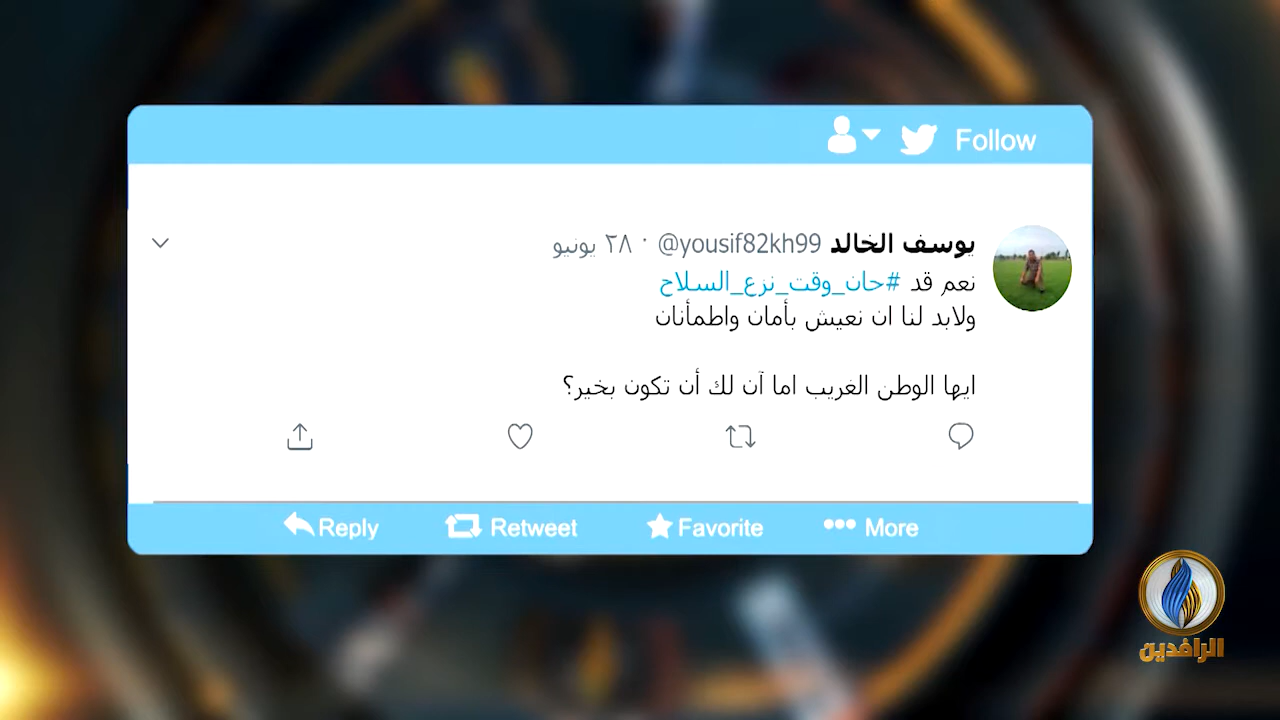 Follow
يوسف الخالد @yousif82kh99 · ٢٨ يونيو
نعم قد #حان_وقت_نزع_السلاح
ولابد لنا ان نعيش بأمان واطمأنان
ايها الوطن الغريب اما آن لك أن تكون بخير؟
Reply Retweet Favorite More
الرافدين